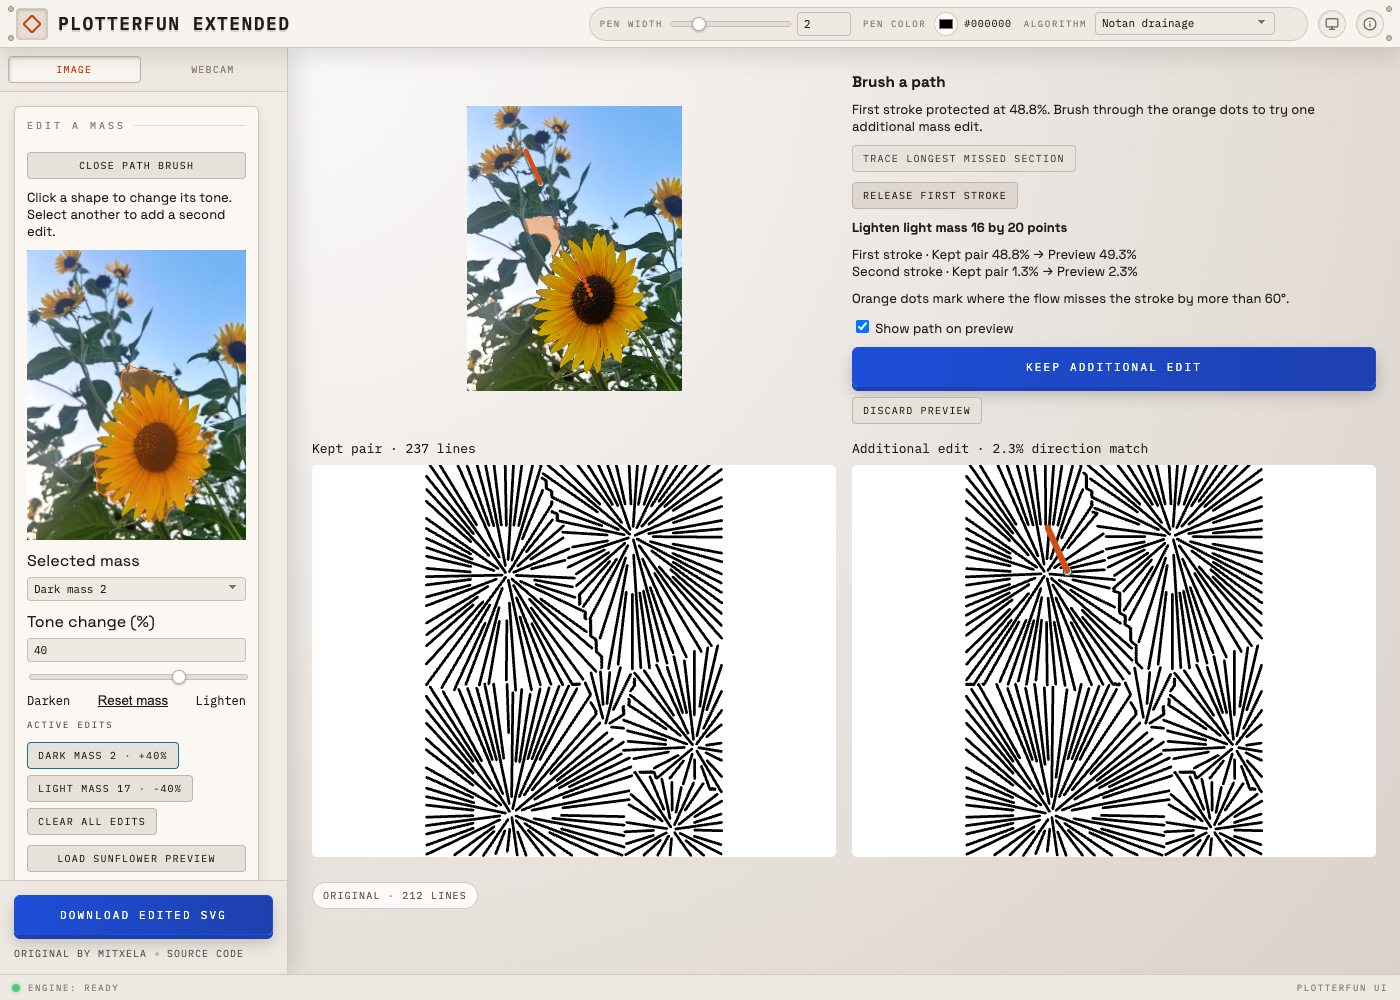 PLOTTERFUN EXTENDED
PEN WIDTH
2
PEN COLOR
#000000
ALGORITHM
Notan drainage
IMAGE
WEBCAM
EDIT A MASS
CLOSE PATH BRUSH
Click a shape to change its tone.
Select another to add a second
edit.
Selected mass
Dark mass 2
Tone change (%)
40
Darken
Reset mass
Lighten
ACTIVE EDITS
DARK MASS 2 · +40%
LIGHT MASS 17 · -40%
CLEAR ALL EDITS
LOAD SUNFLOWER PREVIEW
DOWNLOAD EDITED SVG
ORIGINAL BY MITXELA
SOURCE CODE
Brush a path
First stroke protected at 48.8%. Brush through the orange dots to try one
additional mass edit.
TRACE LONGEST MISSED SECTION
RELEASE FIRST STROKE
Lighten light mass 16 by 20 points
First stroke · Kept pair 48.8% → Preview 49.3%
Second stroke · Kept pair 1.3% → Preview 2.3%
Orange dots mark where the flow misses the stroke by more than 60°.
Show path on preview
KEEP ADDITIONAL EDIT
DISCARD PREVIEW
Kept pair · 237 lines
Additional edit · 2.3% direction match
ORIGINAL · 212 LINES
ENGINE: READY
PLOTTERFUN UI